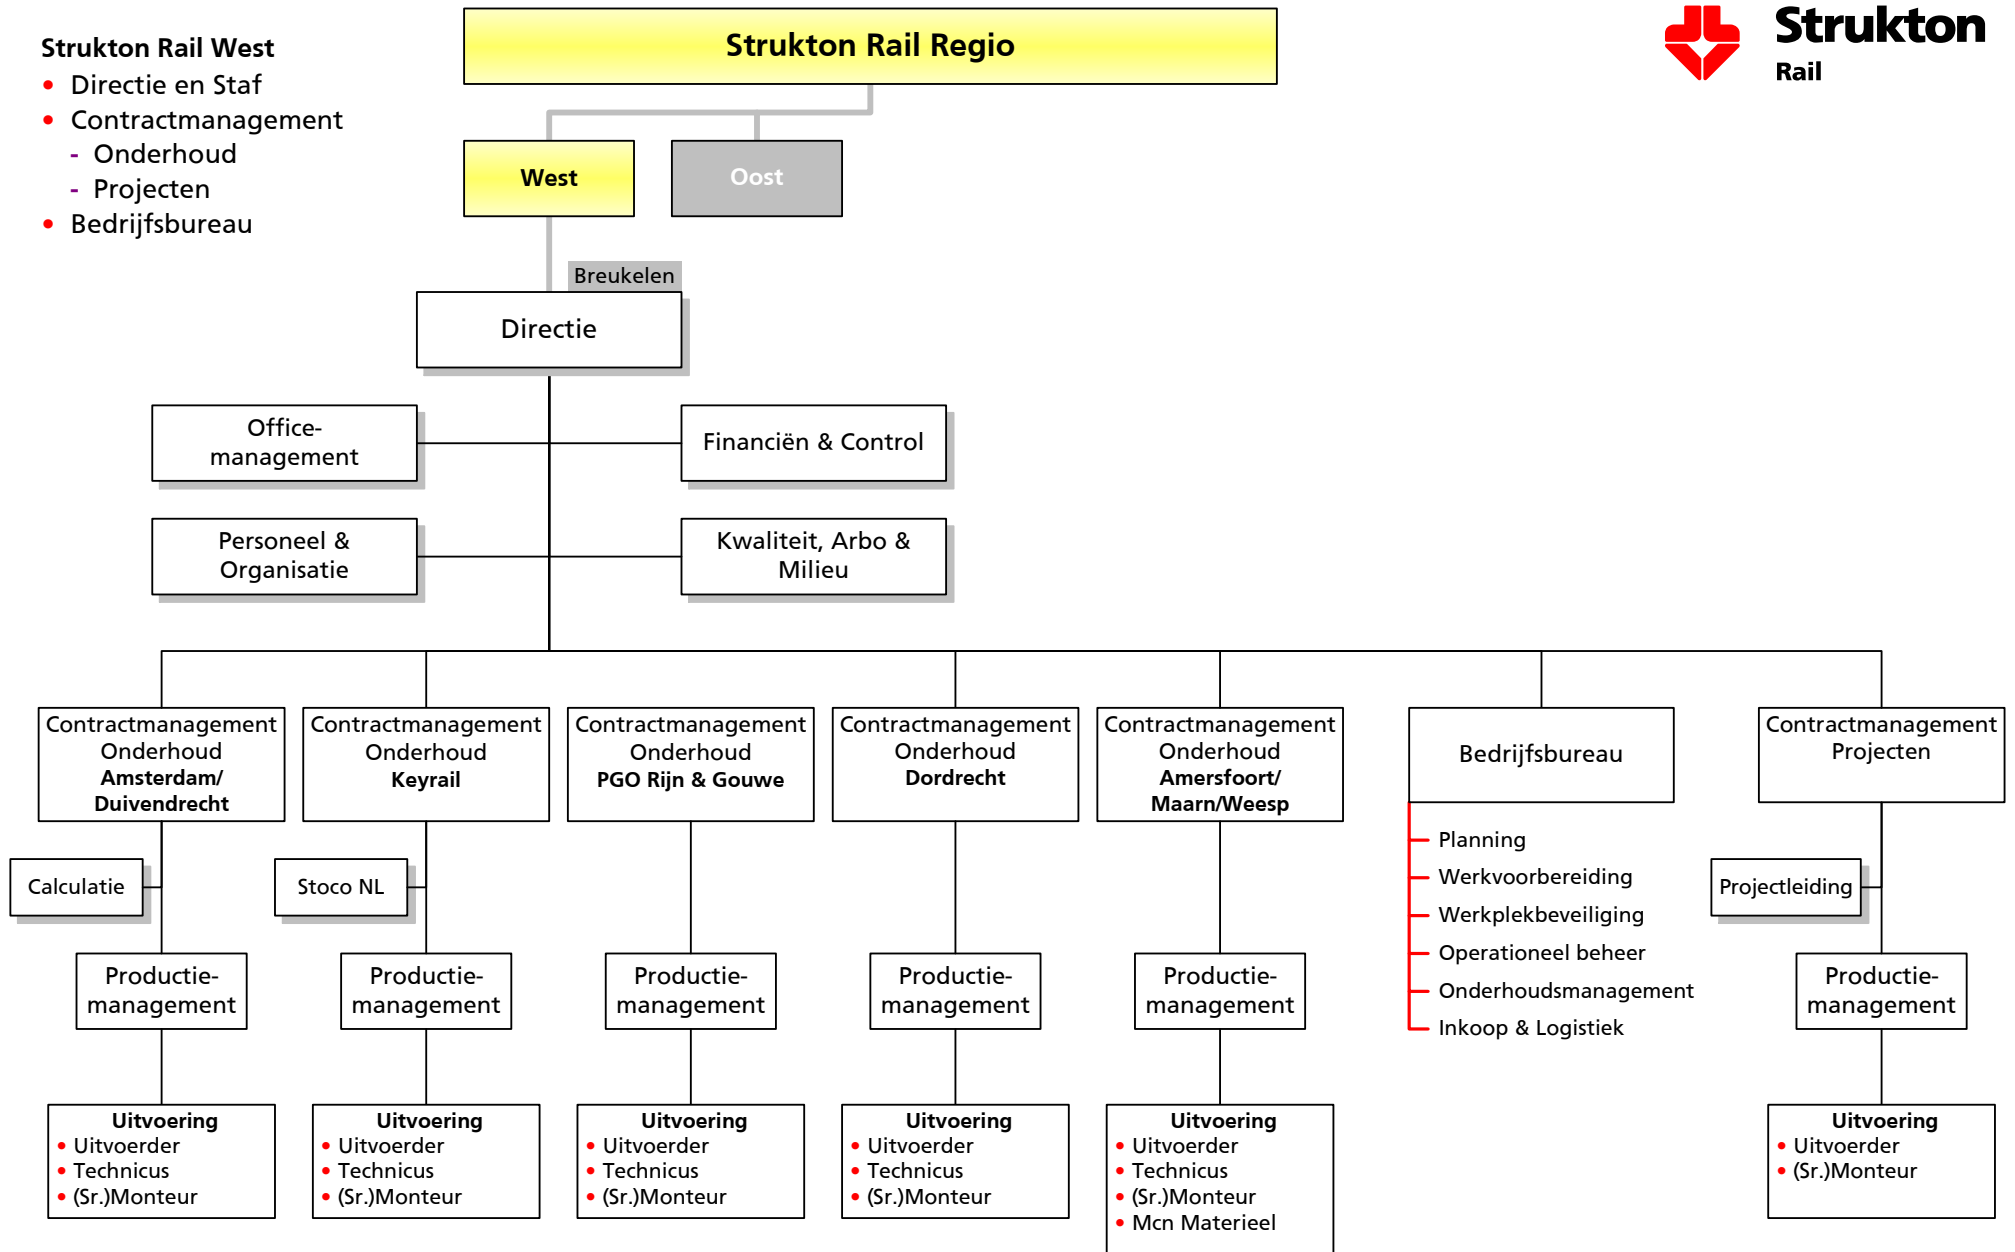 Strukton Rail West
• Directie en Staf
• Contractmanagement
- Onderhoud
- Projecten
• Bedrijfsbureau
Strukton Rail Regio
Strukton
Rail
West
Oost
Breukelen
Directie
Office-
management
Financiën & Control
Personeel &
Organisatie
Kwaliteit, Arbo &
Milieu
Contractmanagement
Onderhoud
Amsterdam/
Duivendrecht
Contractmanagement
Onderhoud
Keyrail
Contractmanagement
Onderhoud
PGO Rijn & Gouwe
Contractmanagement
Onderhoud
Dordrecht
Contractmanagement
Onderhoud
Amersfoort/
Maarn/Weesp
Bedrijfsbureau
Contractmanagement
Projecten
Calculatie
Stoco NL
Planning
Werkvoorbereiding
Werkplekbeveiliging
Operationeel beheer
Onderhoudsmanagement
Inkoop & Logistiek
Projectleiding
Productie-
management
Productie-
management
Productie-
management
Productie-
management
Productie-
management
Productie-
management
Uitvoering
• Uitvoerder
• Technicus
• (Sr.)Monteur
Uitvoering
• Uitvoerder
• Technicus
• (Sr.)Monteur
Uitvoering
• Uitvoerder
• Technicus
• (Sr.)Monteur
Uitvoering
• Uitvoerder
• Technicus
• (Sr.)Monteur
Uitvoering
• Uitvoerder
• Technicus
• (Sr.)Monteur
• Mcn Materieel
Uitvoering
• Uitvoerder
• (Sr.)Monteur